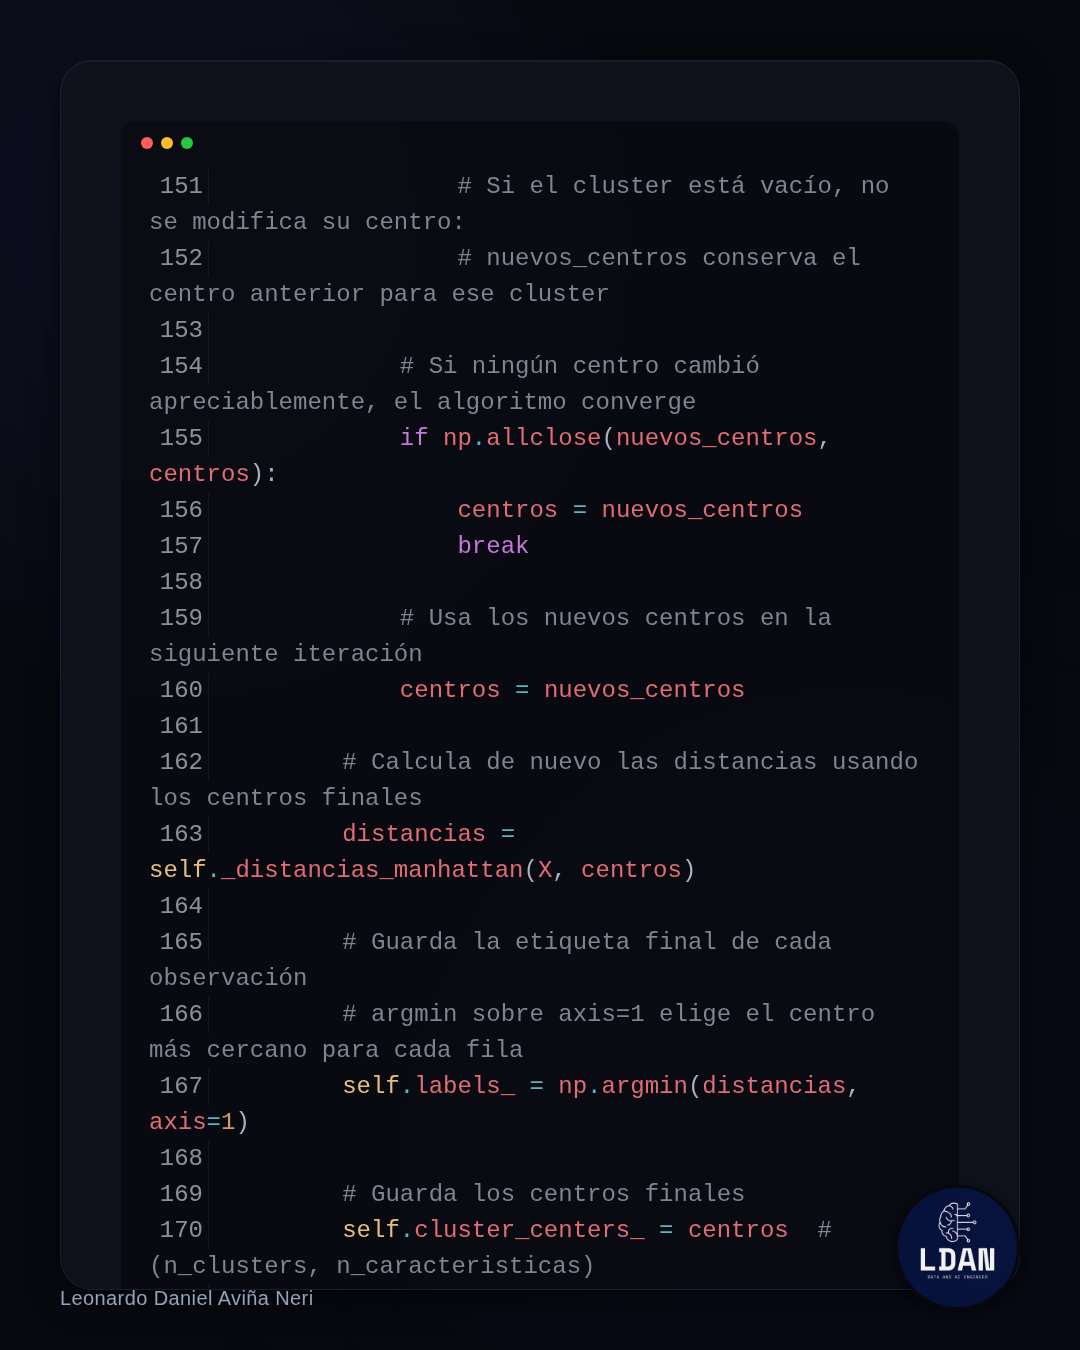 151                 # Si el cluster está vacío, no
se modifica su centro:
152                 # nuevos_centros conserva el
centro anterior para ese cluster
153
154             # Si ningún centro cambió
apreciablemente, el algoritmo converge
155             if np.allclose(nuevos_centros,
centros):
156                 centros = nuevos_centros
157                 break
158
159             # Usa los nuevos centros en la
siguiente iteración
160             centros = nuevos_centros
161
162         # Calcula de nuevo las distancias usando
los centros finales
163         distancias =
self._distancias_manhattan(X, centros)
164
165         # Guarda la etiqueta final de cada
observación
166         # argmin sobre axis=1 elige el centro
más cercano para cada fila
167         self.labels_ = np.argmin(distancias,
axis=1)
168
169         # Guarda los centros finales
170         self.cluster_centers_ = centros  #
(n_clusters, n_caracteristicas)
LDAN
DATA AND AI ENGINEER
Leonardo Daniel Aviña Neri